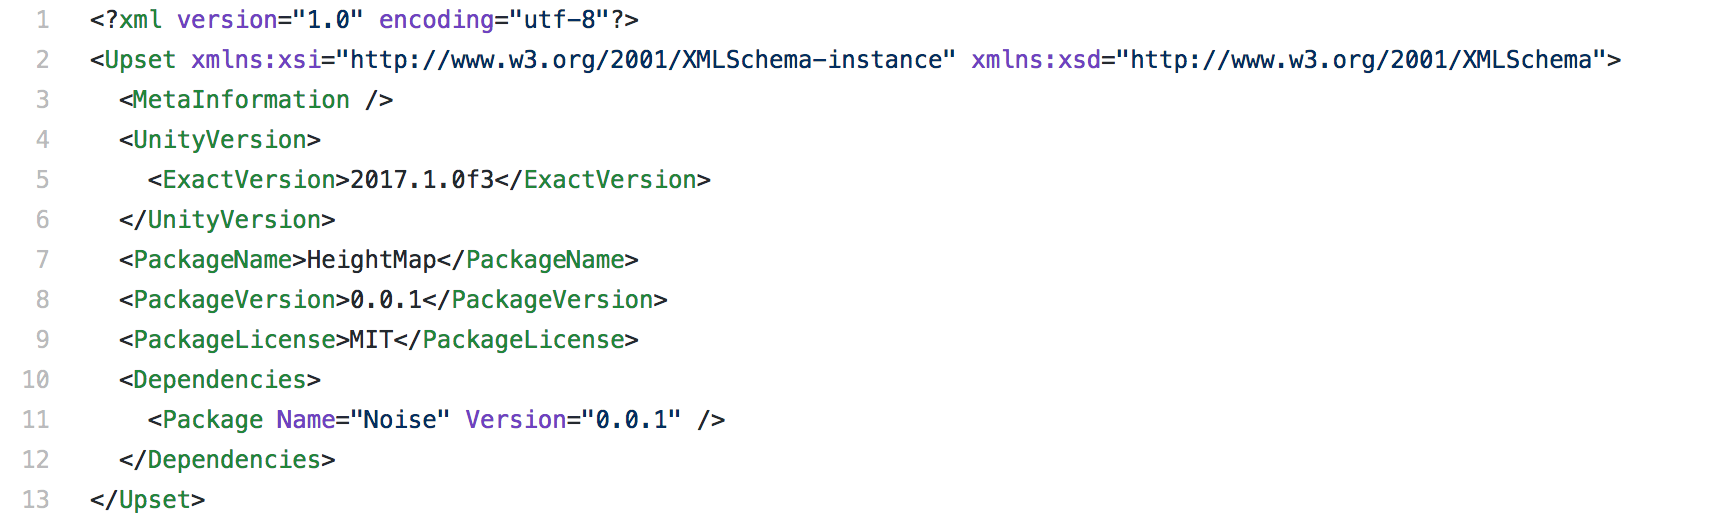 1 <?xml version="1.0" encoding="utf-8"?>
2 <Upset xmlns:xsi="http://www.w3.org/2001/XMLSchema-instance" xmlns:xsd="http://www.w3.org/2001/XMLSchema">
3   <MetaInformation />
4   <UnityVersion>
5     <ExactVersion>2017.1.0f3</ExactVersion>
6   </UnityVersion>
7   <PackageName>HeightMap</PackageName>
8   <PackageVersion>0.0.1</PackageVersion>
9   <PackageLicense>MIT</PackageLicense>
10   <Dependencies>
11     <Package Name="Noise" Version="0.0.1" />
12   </Dependencies>
13 </Upset>